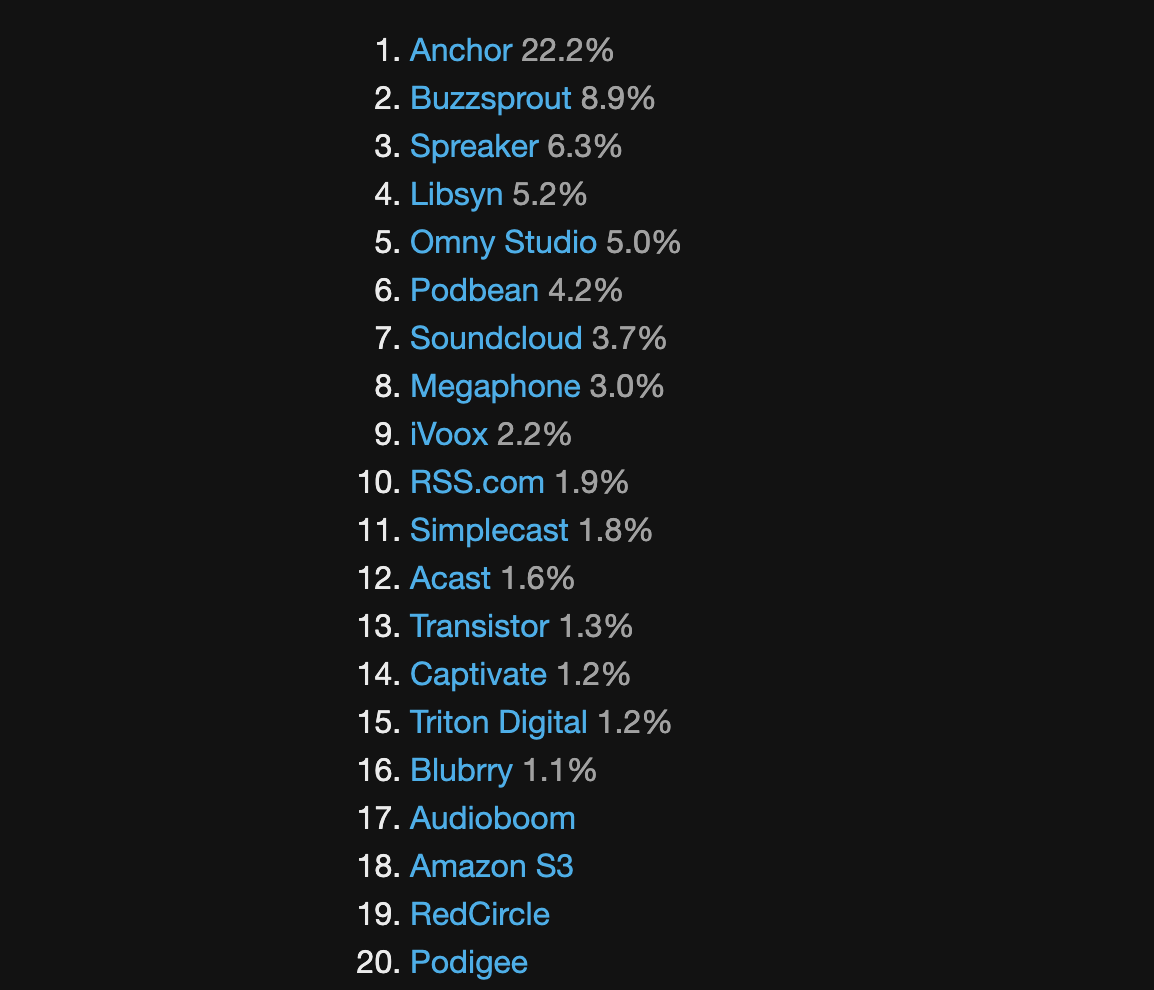 1. Anchor 22.2%
2. Buzzsprout 8.9%
3. Spreaker 6.3%
4. Libsyn 5.2%
5. Omny Studio 5.0%
6. Podbean 4.2%
7. Soundcloud 3.7%
8. Megaphone 3.0%
9. iVoox 2.2%
10. RSS.com 1.9%
11. Simplecast 1.8%
12. Acast 1.6%
13. Transistor 1.3%
14. Captivate 1.2%
15. Triton Digital 1.2%
16. Blubrry 1.1%
17. Audioboom
18. Amazon S3
19. RedCircle
20. Podigee